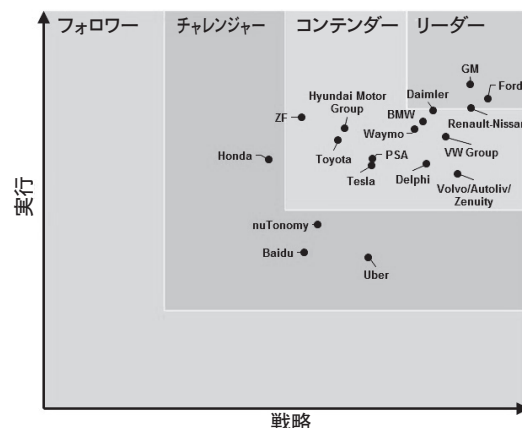 フォロワー
チャレンジャー
コンテンダー
リーダー
GM
Ford
Daimler
Hyundai Motor
Group
BMW
ZF
Waymo
Renault-Nissan
Honda
Toyota
PSA
VW Group
Tesla
Delphi
Volvo/Autoliv/
Zenuity
nuTonomy
Baidu
Uber
実行
戦略